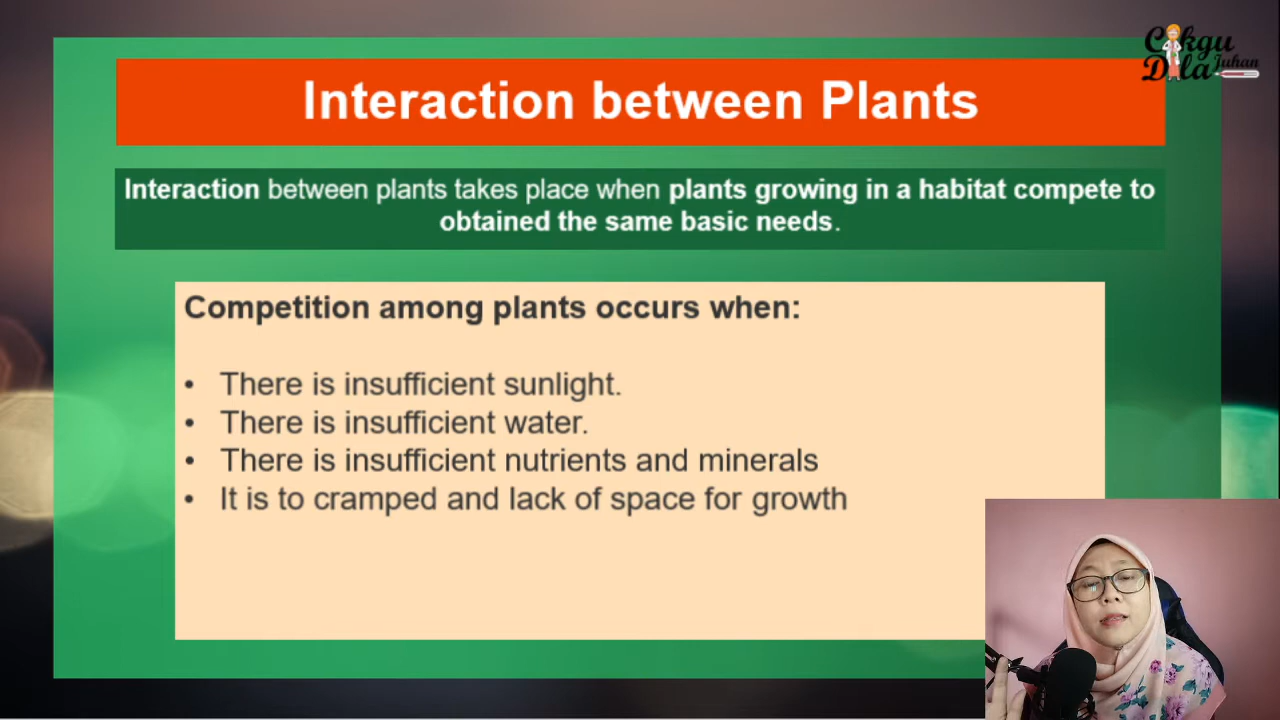 Cikgu
Dila Juhan
Interaction between Plants
Interaction between plants takes place when plants growing in a habitat compete to
obtained the same basic needs.
Competition among plants occurs when:
• There is insufficient sunlight.
• There is insufficient water.
• There is insufficient nutrients and minerals
• It is to cramped and lack of space for growth